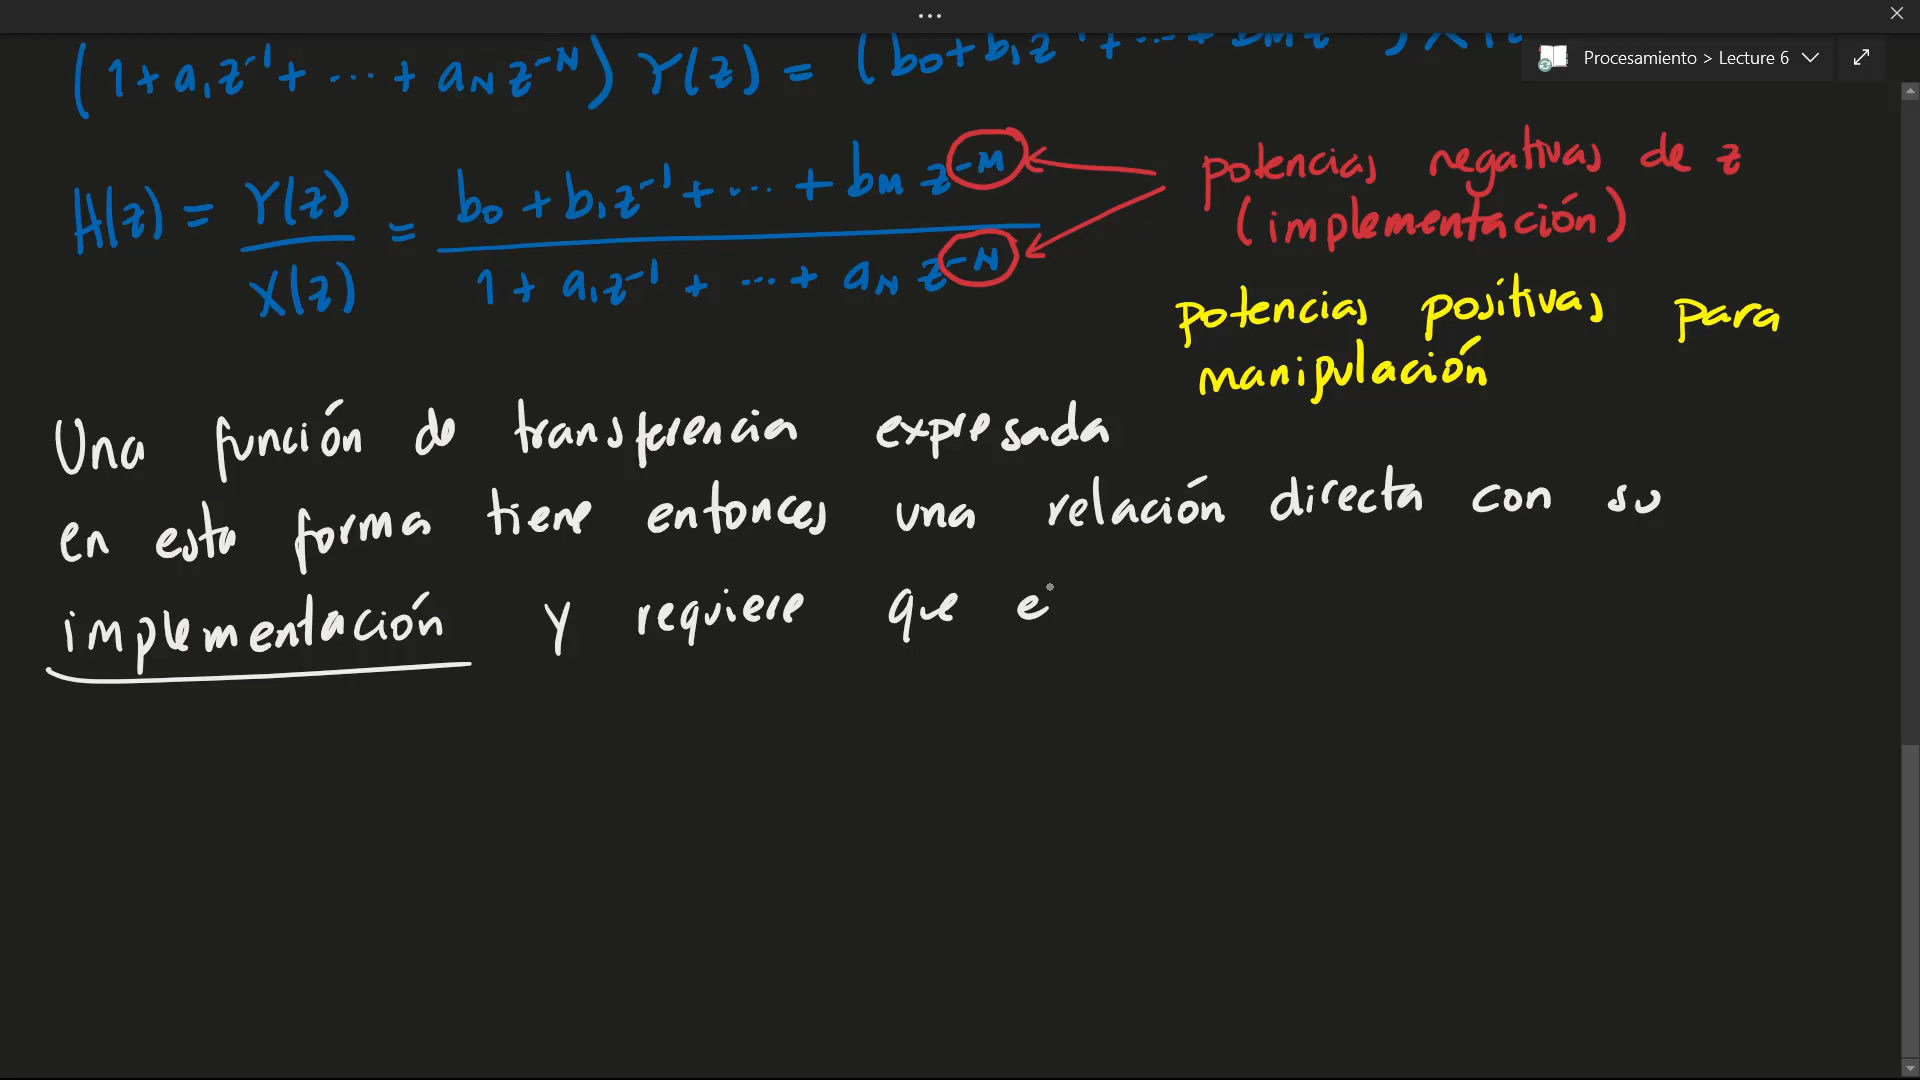 (1 + a₁z⁻¹ + ... + a_N z^-N) Y(z) = (b₀ + b₁z⁻¹ + ... + b_M z ) X(z
Procesamiento > Lecture 6
H(z) = Y(z)/X(z) = (b₀ + b₁z⁻¹ + ... + b_M z^-M)/(1 + a₁z⁻¹ + ... + a_N z^-N)
potencias negativas de z
(implementación)
potencias positivas para
manipulación
Una función de transferencia expresada
en esta forma tiene entonces una relación directa con su
implementación y requiere que e